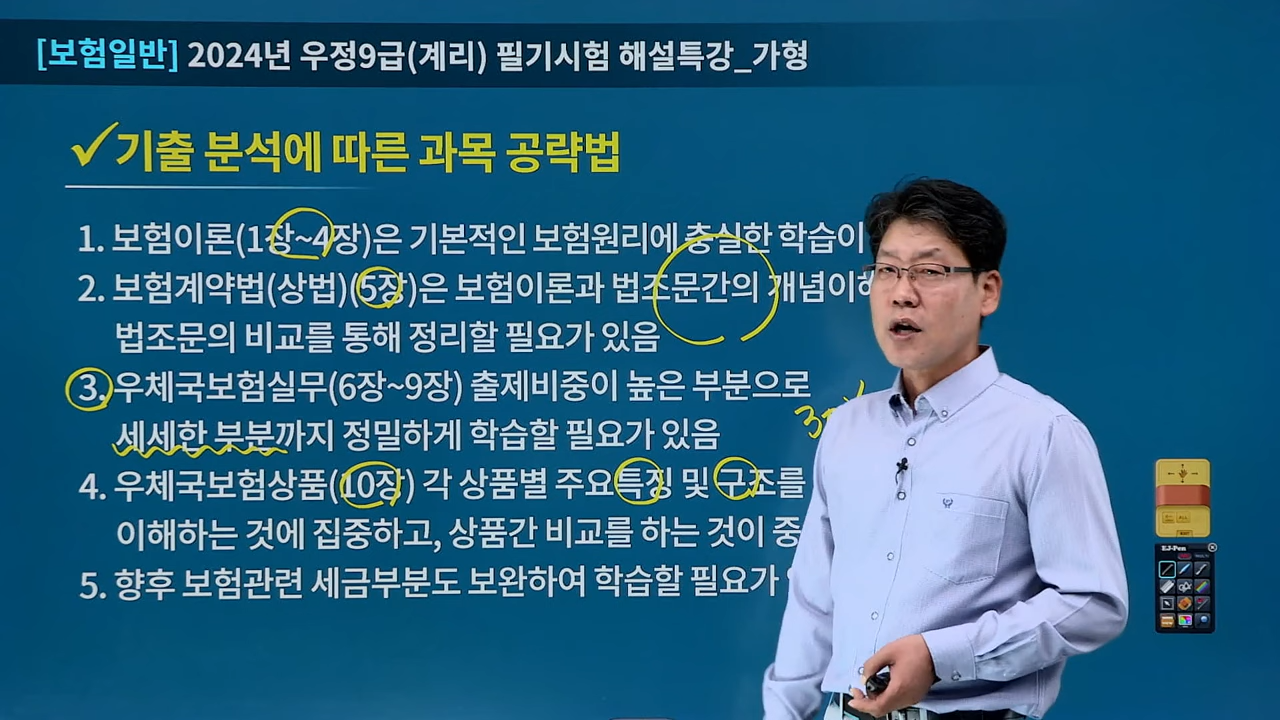 [보험일반] 2024년 우정9급(계리) 필기시험 해설특강_가형
✓기출 분석에 따른 과목 공략법
1. 보험이론(1장~4장)은 기본적인 보험원리에 충실한 학습이
2. 보험계약법(상법)(5장)은 보험이론과 법조문간의
법조문의 비교를 통해 정리할 필요가 있음
3. 우체국보험실무(6장~9장) 출제비중이 높은 부분으로
세세한 부분까지 정밀하게 학습할 필요가 있음
4. 우체국보험상품(10장) 각 상품별 주요특징 및 구조를
이해하는 것에 집중하고, 상품간 비교를 하는 것이
5. 향후 보험관련 세금부분도 보완하여 학습할 필요가
EJ-Pen